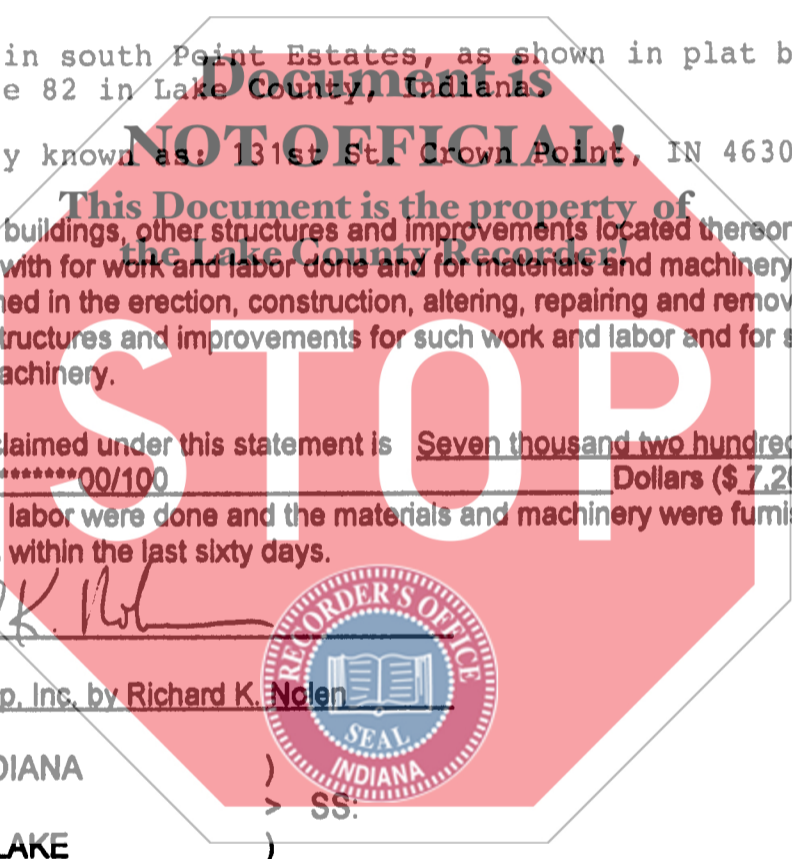 in south Point Estates, as shown in plat b
e 82 in Lake County, Indiana.
Document is
y known as: 131st St. Crown Point, IN 4630
NOT OFFICIAL!
This Document is the property of
the Lake County Recorder!
buildings, other structures and improvements located thereon
with for work and labor done and for materials and machinery
ned in the erection, construction, altering, repairing and remov
tructures and improvements for such work and labor and for s
achinery.
STOP
laimed under this statement is Seven thousand two hundred
*******00/100 Dollars ($ 7,20
labor were done and the materials and machinery were furnis
within the last sixty days.
K. Nol
p. Inc. by Richard K. Nolen
RECORDER'S OFFICE
SEAL
INDIANA
DIANA )
> SS:
LAKE )